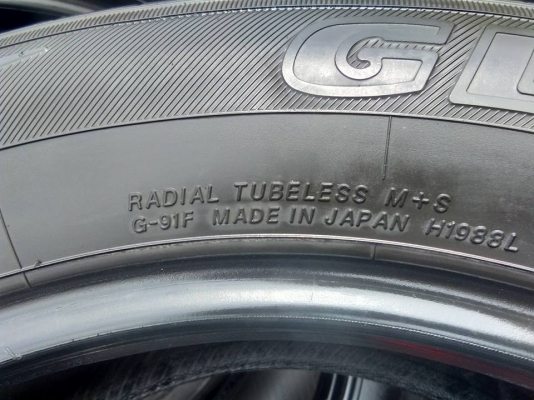 G
RADIAL TUBELESS M+S
G-91F MADE IN JAPAN H1988L